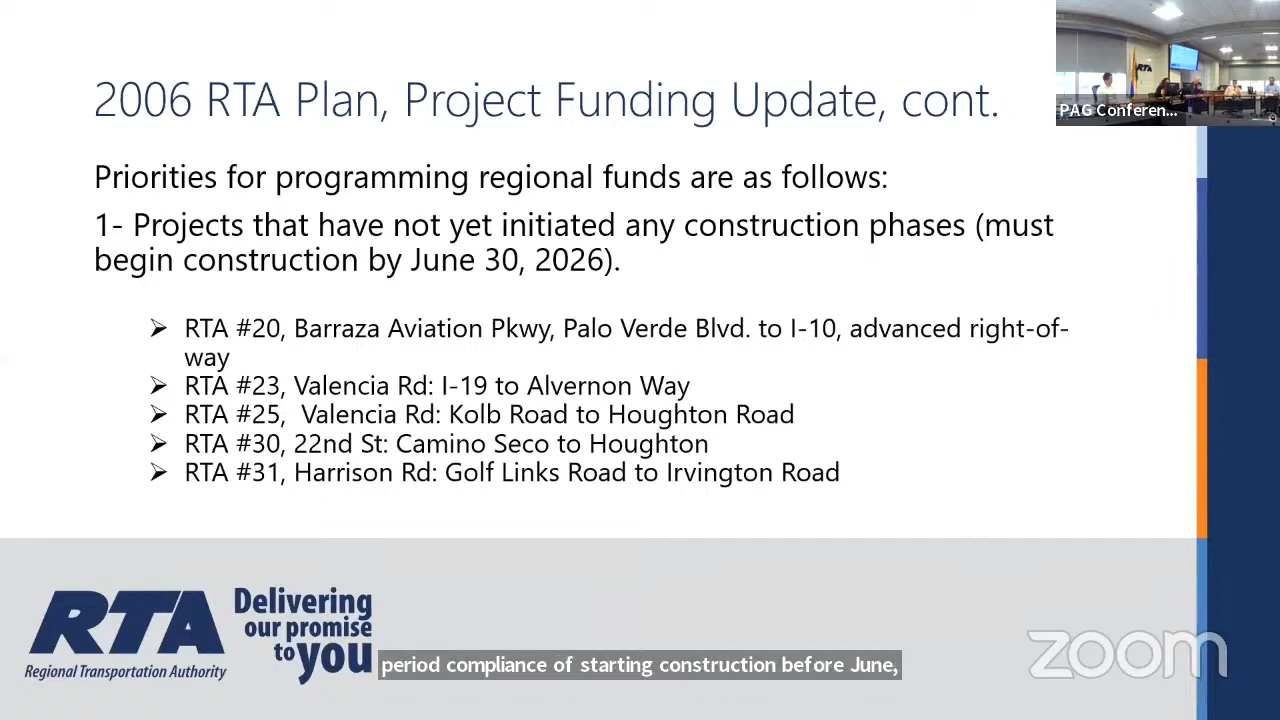 2006 RTA Plan, Project Funding Update, cont.
RTA
PAG Conferen...
Priorities for programming regional funds are as follows:
1- Projects that have not yet initiated any construction phases (must
begin construction by June 30, 2026).
➢ RTA #20, Barraza Aviation Pkwy, Palo Verde Blvd. to I-10, advanced right-of-
way
➢ RTA #23, Valencia Rd: I-19 to Alvernon Way
➢ RTA #25,  Valencia Rd: Kolb Road to Houghton Road
➢ RTA #30, 22nd St: Camino Seco to Houghton
➢ RTA #31, Harrison Rd: Golf Links Road to Irvington Road
RTA
Regional Transportation Authority
Delivering
our promise
to you
period compliance of starting construction before June,
zoom